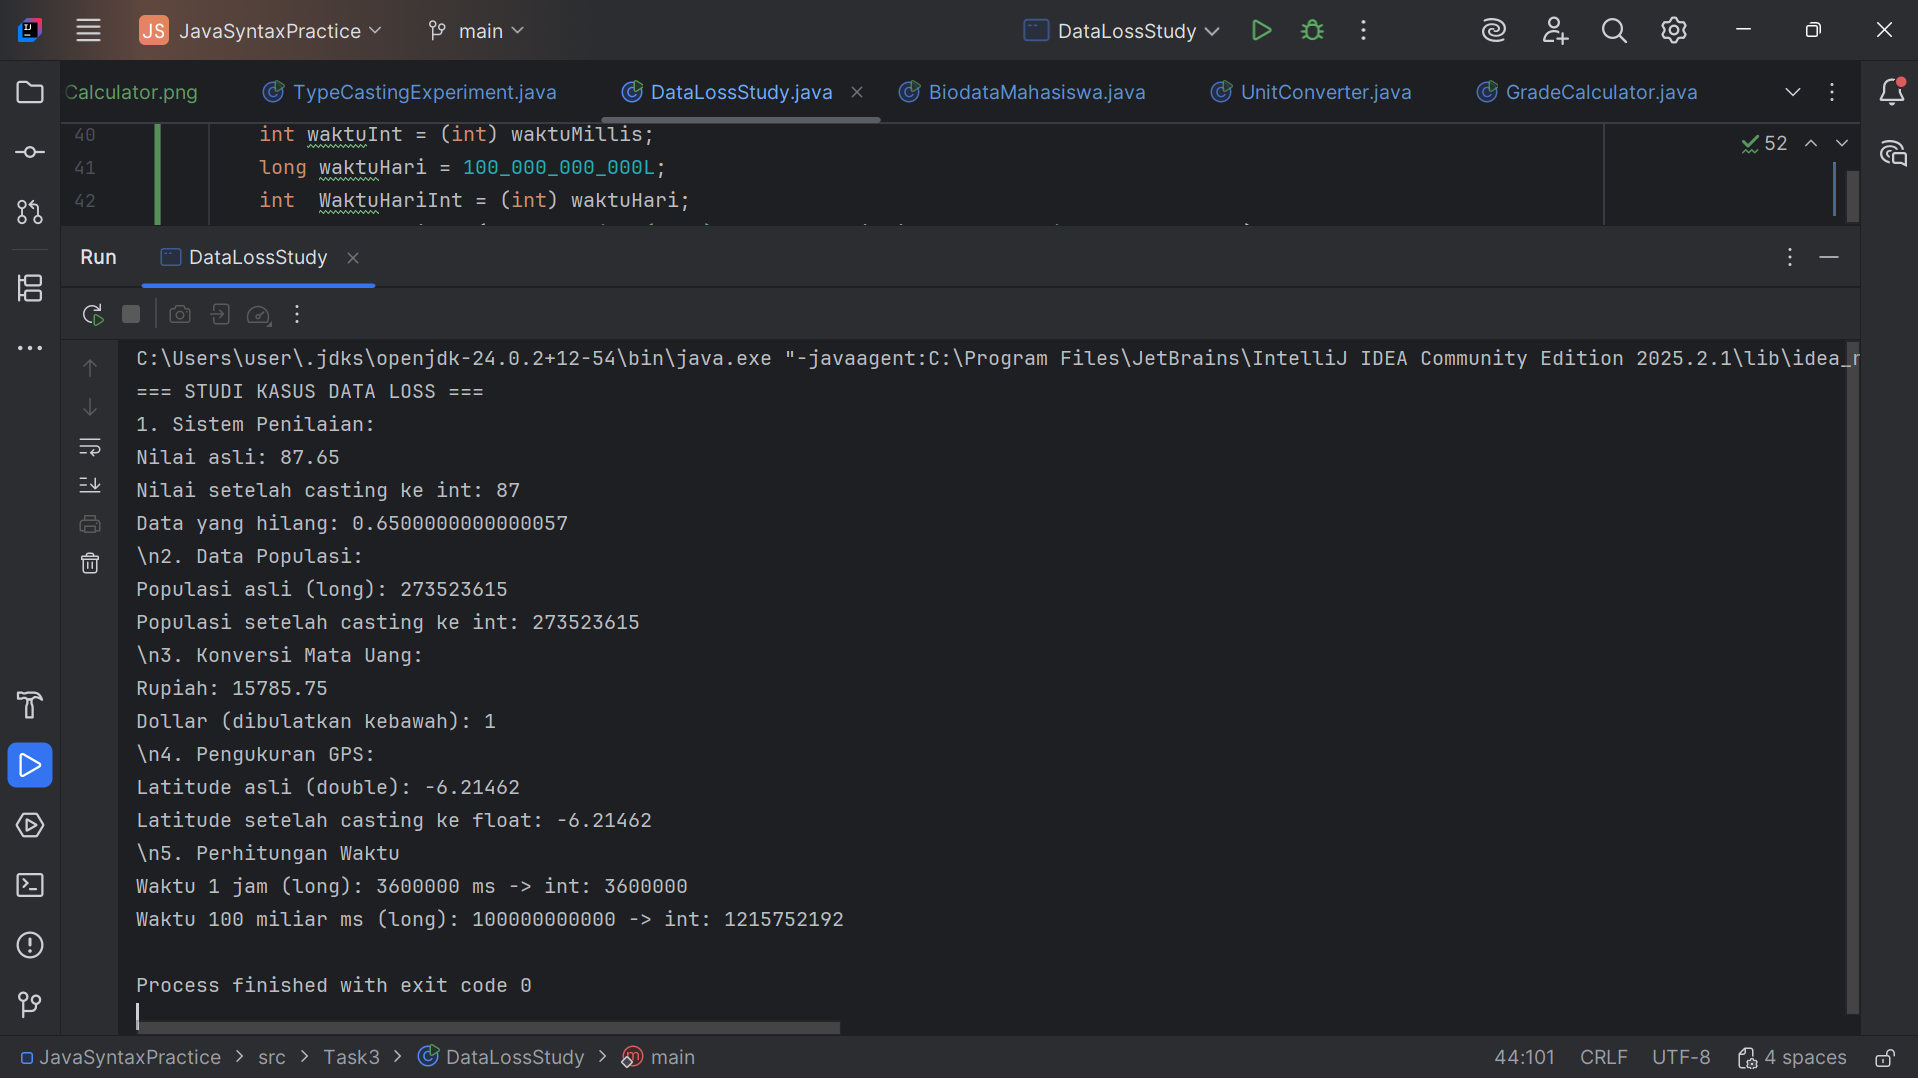 JS JavaSyntaxPractice main DataLossStudy
Calculator.png TypeCastingExperiment.java DataLossStudy.java BiodataMahasiswa.java UnitConverter.java GradeCalculator.java
40 int waktuInt = (int) waktuMillis; 52
41 long waktuHari = 100_000_000_000L;
42 int WaktuHariInt = (int) waktuHari;
Run DataLossStudy
C:\Users\user\.jdks\openjdk-24.0.2+12-54\bin\java.exe "-javaagent:C:\Program Files\JetBrains\IntelliJ IDEA Community Edition 2025.2.1\lib\idea_r
=== STUDI KASUS DATA LOSS ===
1. Sistem Penilaian:
Nilai asli: 87.65
Nilai setelah casting ke int: 87
Data yang hilang: 0.6500000000000057
\n2. Data Populasi:
Populasi asli (long): 273523615
Populasi setelah casting ke int: 273523615
\n3. Konversi Mata Uang:
Rupiah: 15785.75
Dollar (dibulatkan kebawah): 1
\n4. Pengukuran GPS:
Latitude asli (double): -6.21462
Latitude setelah casting ke float: -6.21462
\n5. Perhitungan Waktu
Waktu 1 jam (long): 3600000 ms -> int: 3600000
Waktu 100 miliar ms (long): 100000000000 -> int: 1215752192
Process finished with exit code 0
JavaSyntaxPractice > src > Task3 > DataLossStudy > main 44:101 CRLF UTF-8 4 spaces